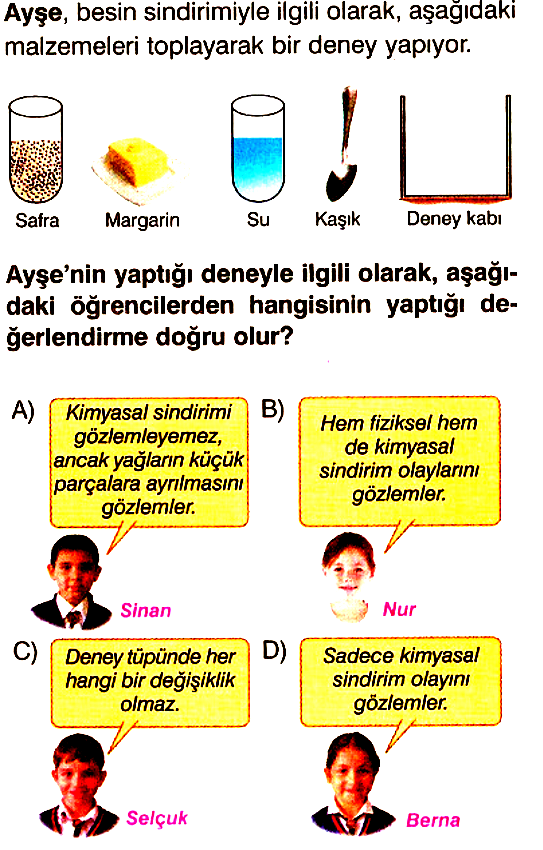 Ayşe, besin sindirimiyle ilgili olarak, aşağıdaki
malzemeleri toplayarak bir deney yapıyor.
Safra
Margarin
Su
Kaşık
Deney kabı
Ayşe'nin yaptığı deneyle ilgili olarak, aşağı-
daki öğrencilerden hangisinin yaptığı de-
ğerlendirme doğru olur?
A)
Kimyasal sindirimi
gözlemleyemez,
ancak yağların küçük
parçalara ayrılmasını
gözlemler.
Sinan
B)
Hem fiziksel hem
de kimyasal
sindirim olaylarını
gözlemler.
Nur
C)
Deney tüpünde her
hangi bir değişiklik
olmaz.
Selçuk
D)
Sadece kimyasal
sindirim olayını
gözlemler.
Berna